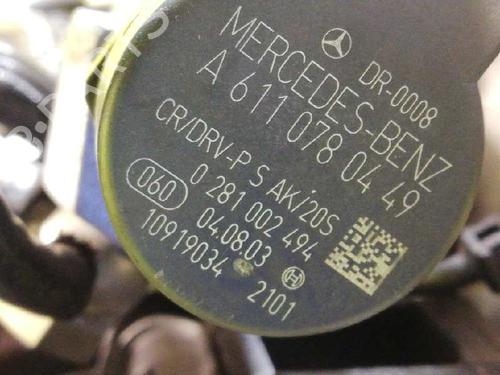 DR-0008
MERCEDES-BENZ
A 611 078 04 49
CR/DRV-P S AK/20S
0 281 002 494
060
04.08.03
10919034 2101